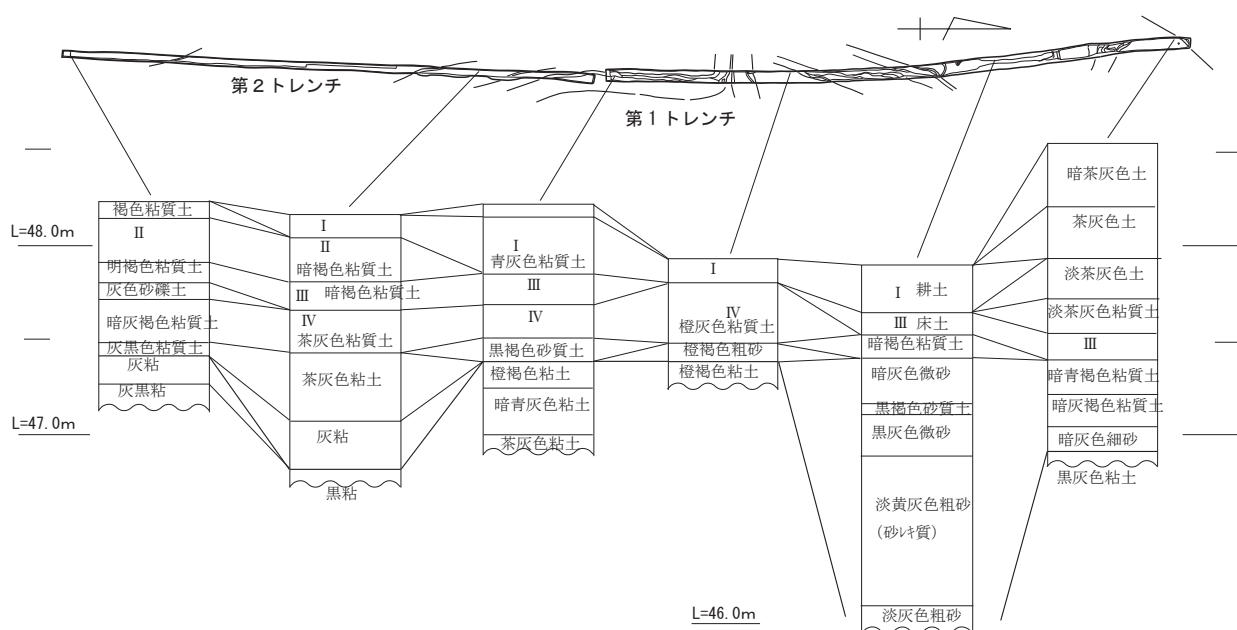 第2トレンチ
第1トレンチ
L=48.0m
L=47.0m
L=46.0m
褐色粘質土
II
明褐色粘質土
灰色砂礫土
暗灰褐色粘質土
灰黒色粘質土
灰粘
灰黒粘
I
II
暗褐色粘質土
III 暗褐色粘質土
IV
茶灰色粘質土
茶灰色粘土
灰粘
黒粘
I
青灰色粘質土
III
IV
黒褐色砂質土
橙褐色粘土
暗青灰色粘土
茶灰色粘土
I
IV
橙灰色粘質土
橙褐色粗砂
橙褐色粘土
I 耕土
III 床土
暗褐色粘質土
暗灰色微砂
黒褐色砂質土
黒灰色微砂
淡黄灰色粗砂
(砂レキ質)
淡灰色粗砂
暗茶灰色土
茶灰色土
淡茶灰色土
淡茶灰色粘質土
III
暗青褐色粘質土
暗灰褐色粘質土
暗灰色細砂
黒灰色粘土